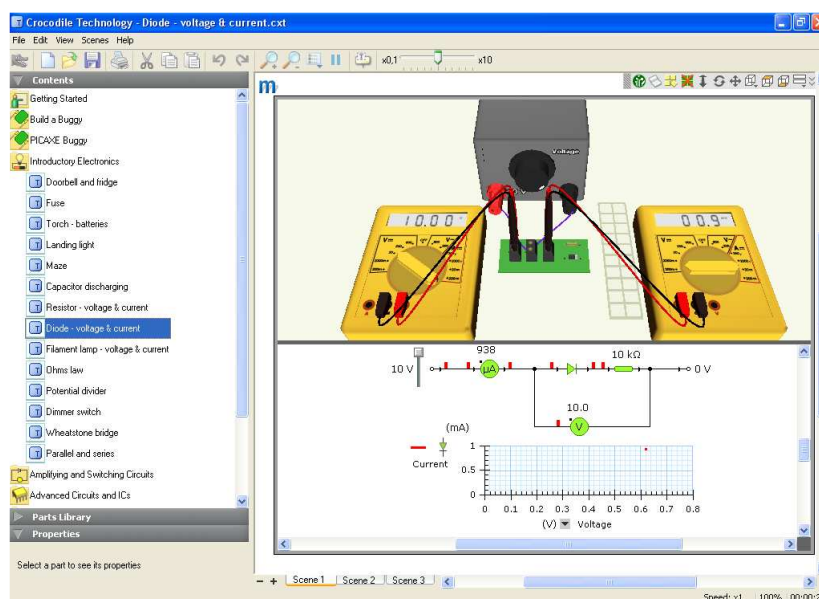 Crocodile Technology - Diode - voltage & current.cxt
File Edit View Scenes Help
x0,1 x10
Contents
Getting Started
Build a Buggy
PICAXE Buggy
Introductory Electronics
Doorbell and fridge
Fuse
Torch - batteries
Landing light
Maze
Capacitor discharging
Resistor - voltage & current
Diode - voltage & current
Filament lamp - voltage & current
Ohms law
Potential divider
Dimmer switch
Wheatstone bridge
Parallel and series
Amplifying and Switching Circuits
Advanced Circuits and ICs
Parts Library
Properties
Select a part to see its properties
m
Voltage
10.00
00.9
938
10 kΩ
10 V
µA
0 V
10.0
V
(mA)
Current
1
0.5
0
0 0.1 0.2 0.3 0.4 0.5 0.6 0.7 0.8
(V) Voltage
Scene 1 Scene 2 Scene 3
Speed: x1 100%